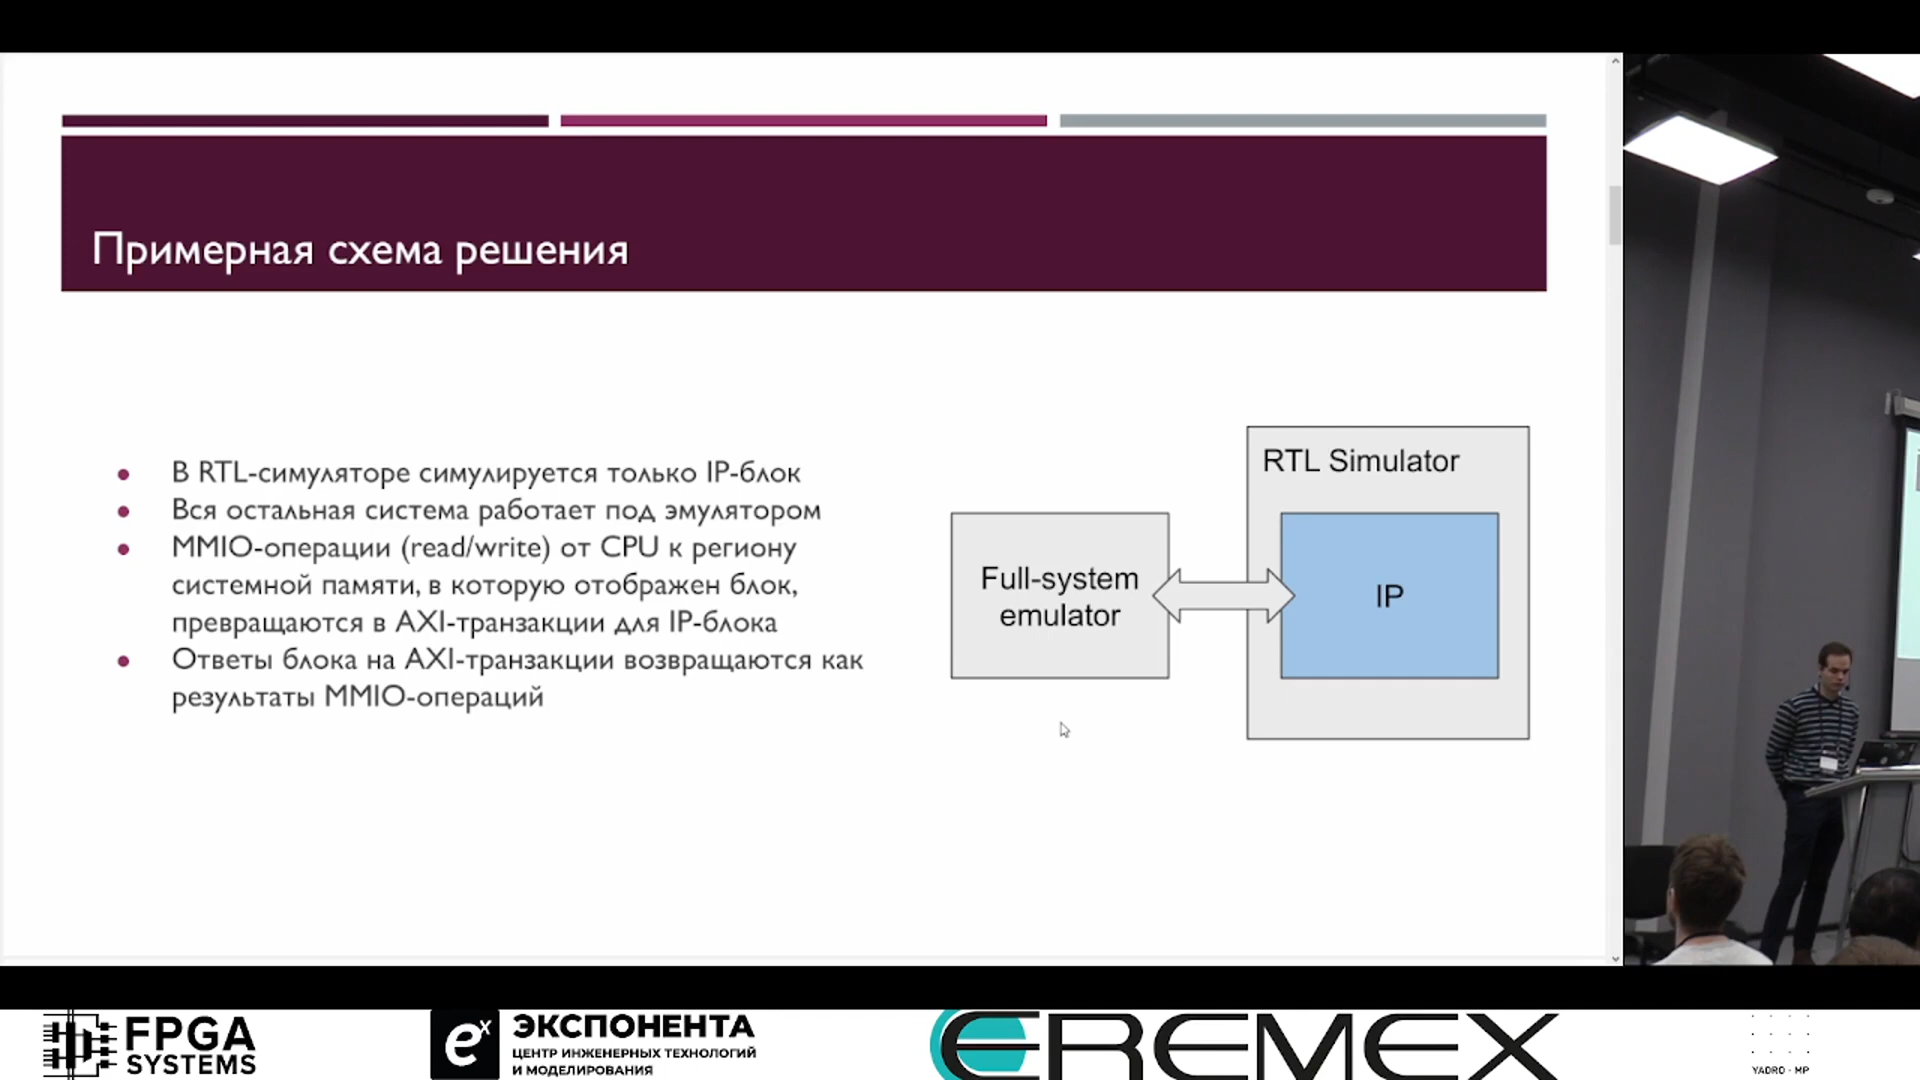 Примерная схема решения
В RTL-симуляторе симулируется только IP-блок
Вся остальная система работает под эмулятором
MMIO-операции (read/write) от CPU к региону
системной памяти, в которую отображен блок,
превращаются в AXI-транзакции для IP-блока
Ответы блока на AXI-транзакции возвращаются как
результаты MMIO-операций
RTL Simulator
Full-system
emulator
IP
FPGA
SYSTEMS
ex
ЭКСПОНЕНТА
ЦЕНТР ИНЖЕНЕРНЫХ ТЕХНОЛОГИЙ
И МОДЕЛИРОВАНИЯ
EREMEX
YADRO · MP